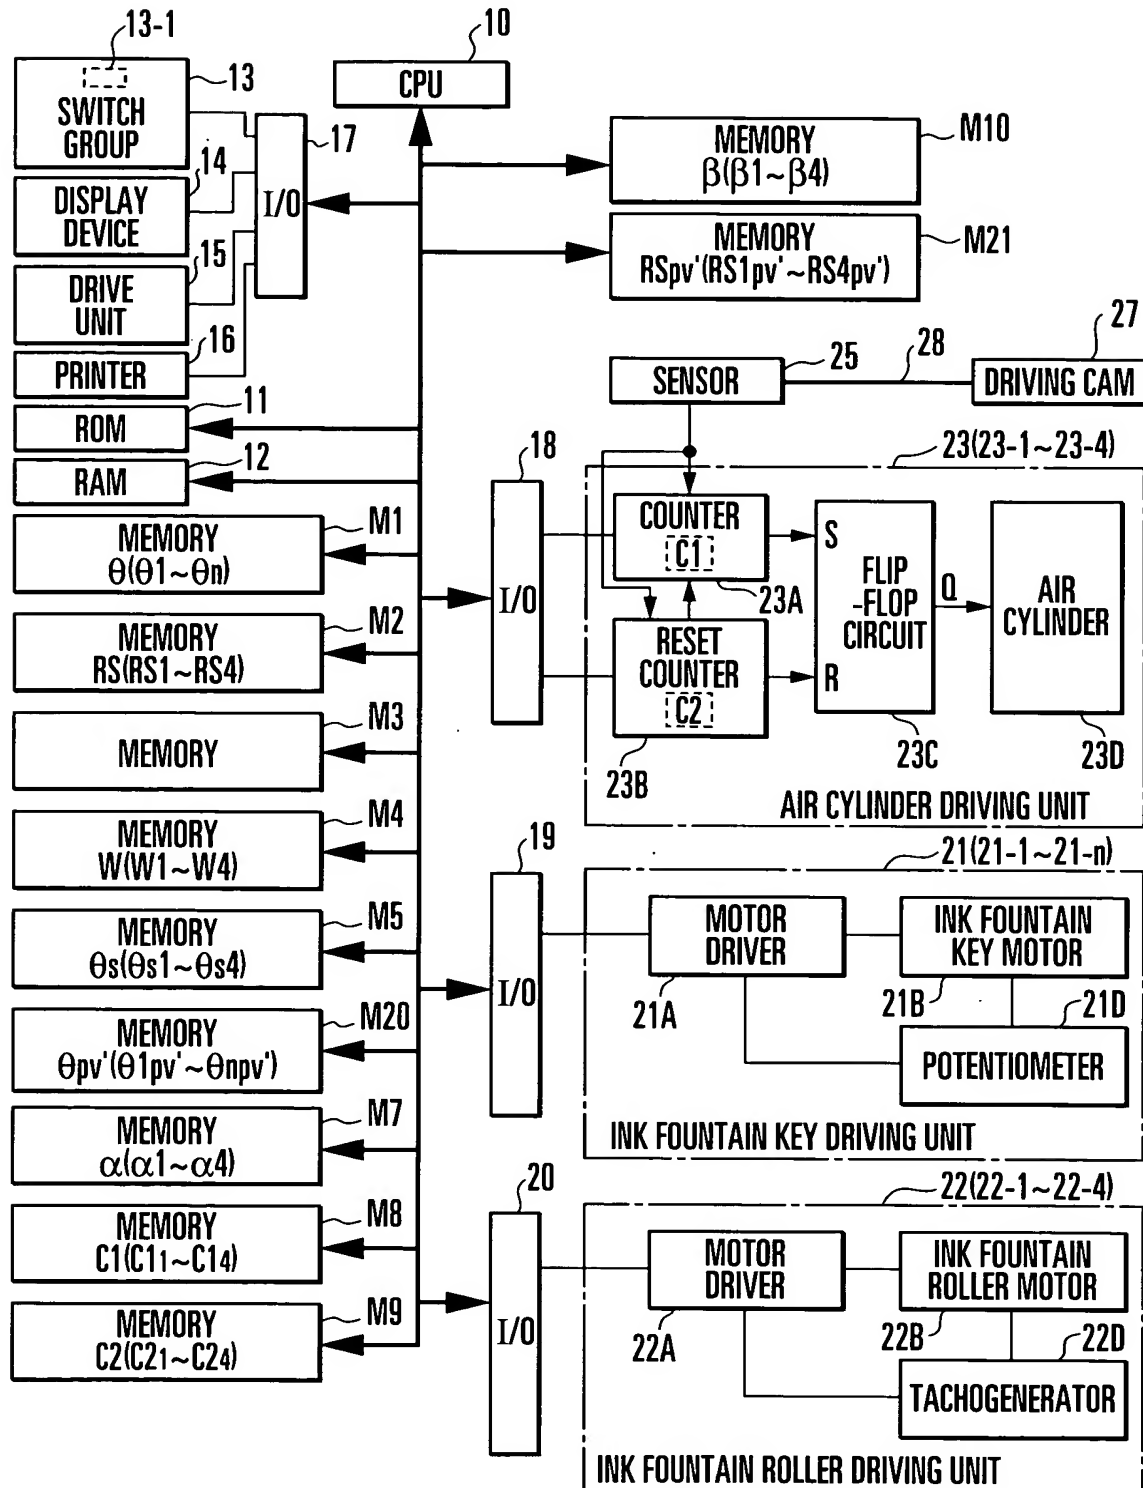 13-1
10
13
CPU
SWITCH
GROUP
17
M10
MEMORY
β(β1~β4)
14
I/O
DISPLAY
DEVICE
M21
MEMORY
RSpv'(RS1pv'~RS4pv')
15
DRIVE
UNIT
27
16
PRINTER
25
28
SENSOR
DRIVING CAM
11
ROM
12
RAM
18
23(23-1~23-4)
M1
MEMORY
θ(θ1~θn)
I/O
COUNTER
C1
23A
S
FLIP
-FLOP
CIRCUIT
Q
AIR
CYLINDER
M2
MEMORY
RS(RS1~RS4)
RESET
COUNTER
C2
R
23B
23C
23D
M3
MEMORY
AIR CYLINDER DRIVING UNIT
M4
MEMORY
W(W1~W4)
19
21(21-1~21-n)
M5
MEMORY
θs(θs1~θs4)
I/O
MOTOR
DRIVER
INK FOUNTAIN
KEY MOTOR
21A
21B
21D
M20
MEMORY
θpv'(θ1pv'~θnpv')
POTENTIOMETER
M7
MEMORY
α(α1~α4)
INK FOUNTAIN KEY DRIVING UNIT
20
22(22-1~22-4)
M8
MEMORY
C1(C11~C14)
I/O
MOTOR
DRIVER
INK FOUNTAIN
ROLLER MOTOR
22A
22B
22D
M9
MEMORY
C2(C21~C24)
TACHOGENERATOR
INK FOUNTAIN ROLLER DRIVING UNIT